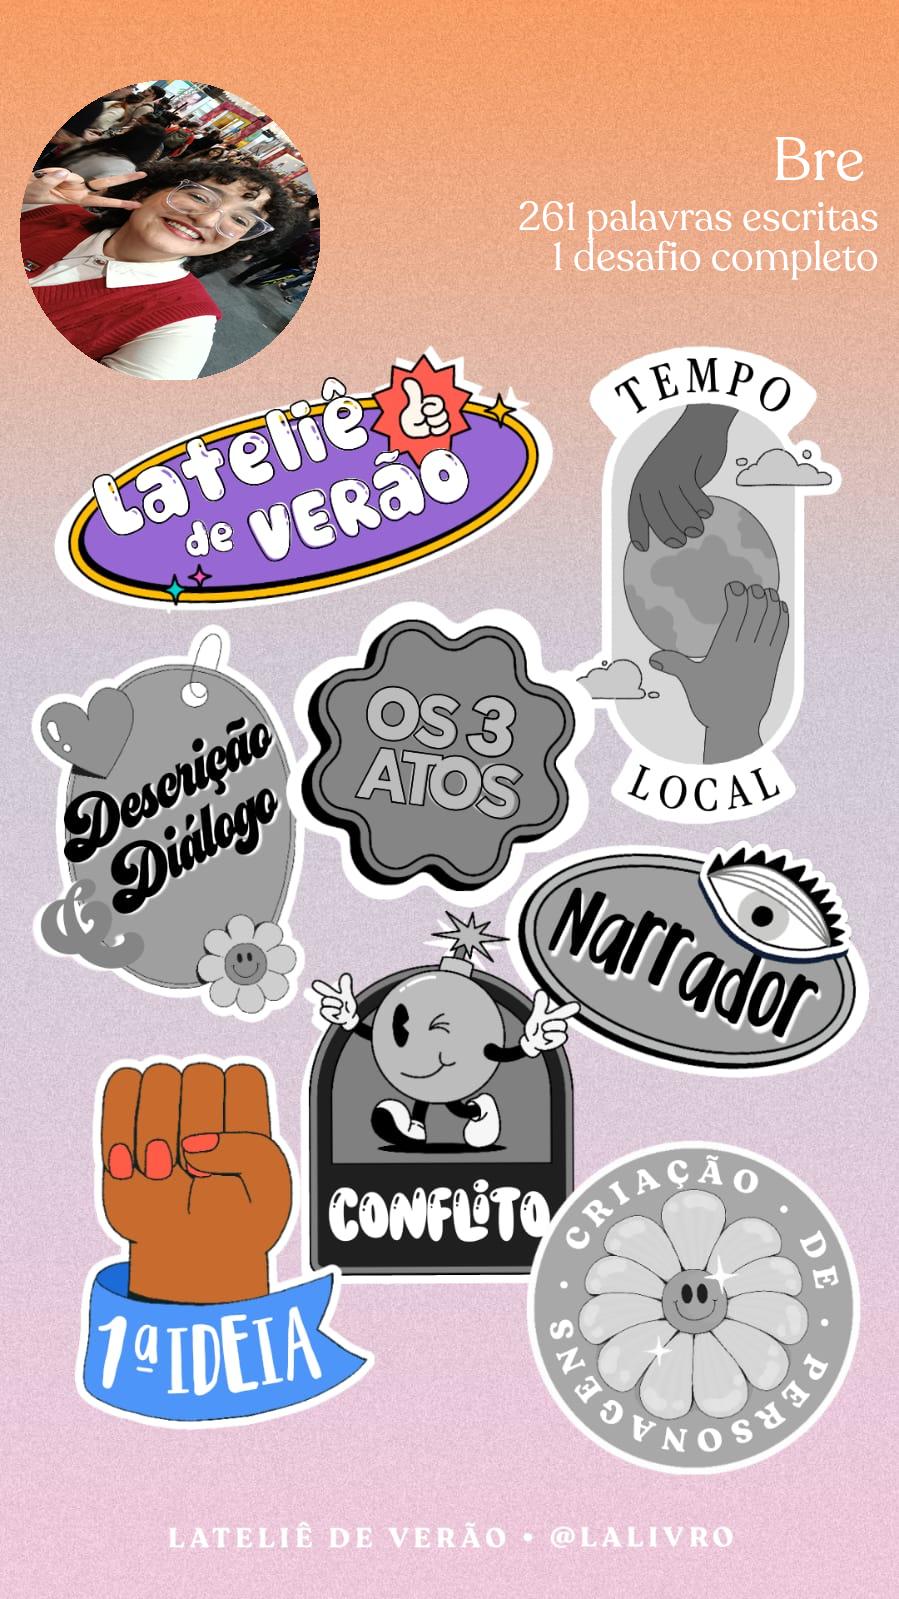 Bre
261 palavras escritas
1 desafio completo
Lateliê
de VERÃO
TEMPO
LOCAL
OS 3
ATOS
Descrição
&
Diálogo
Narrador
CONFLITO
1ª IDEIA
CRIAÇÃO · DE · PERSONAGENS ·
LATELIÊ DE VERÃO • @LALIVRO